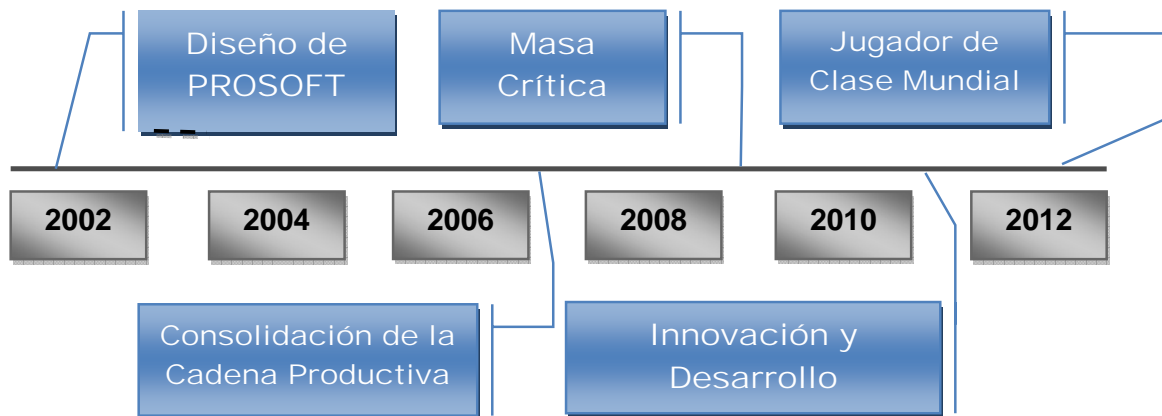 Diseño de
PROSOFT
Masa
Crítica
Jugador de
Clase Mundial
2002
2004
2006
2008
2010
2012
Consolidación de la
Cadena Productiva
Innovación y
Desarrollo